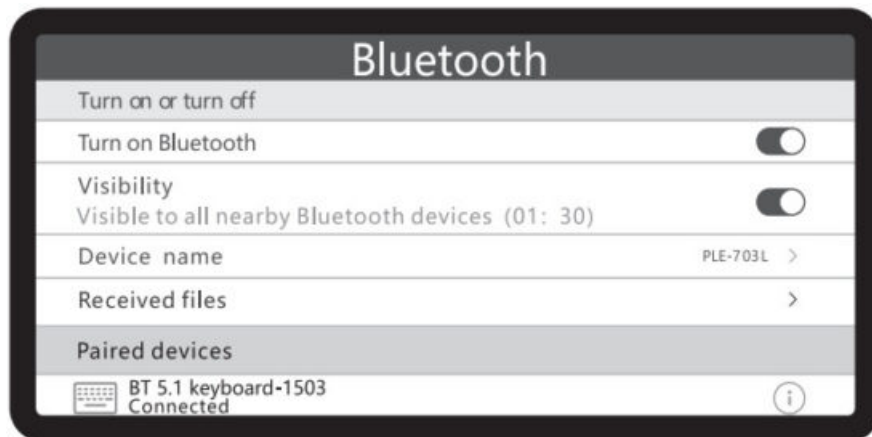 Bluetooth
Turn on or turn off
Turn on Bluetooth
Visibility
Visible to all nearby Bluetooth devices (01: 30)
Device name PLE-703L >
Received files >
Paired devices
BT 5.1 keyboard-1503
Connected
i